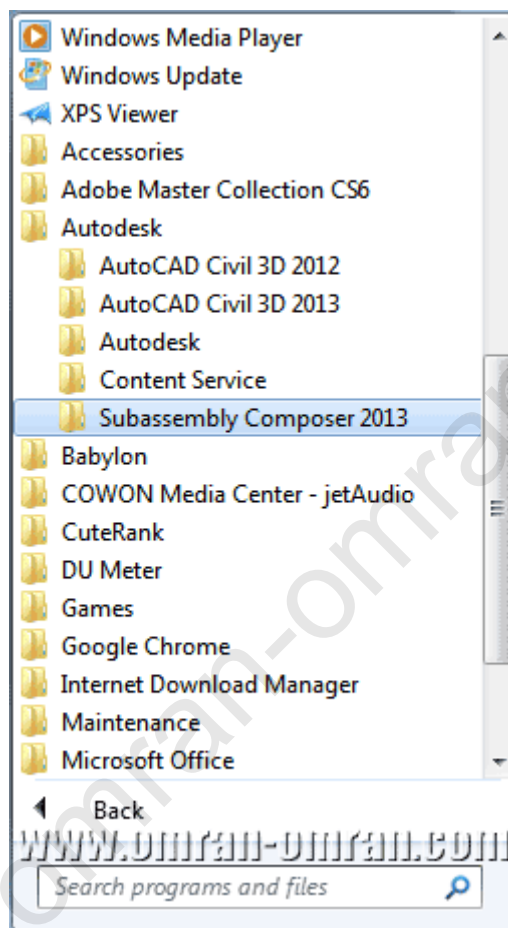 Windows Media Player
Windows Update
XPS Viewer
Accessories
Adobe Master Collection CS6
Autodesk
AutoCAD Civil 3D 2012
AutoCAD Civil 3D 2013
Autodesk
Content Service
Subassembly Composer 2013
Babylon
COWON Media Center - jetAudio
CuteRank
DU Meter
Games
Google Chrome
Internet Download Manager
Maintenance
Microsoft Office
Back
www.omran-omran.com
Search programs and files
omran-omran